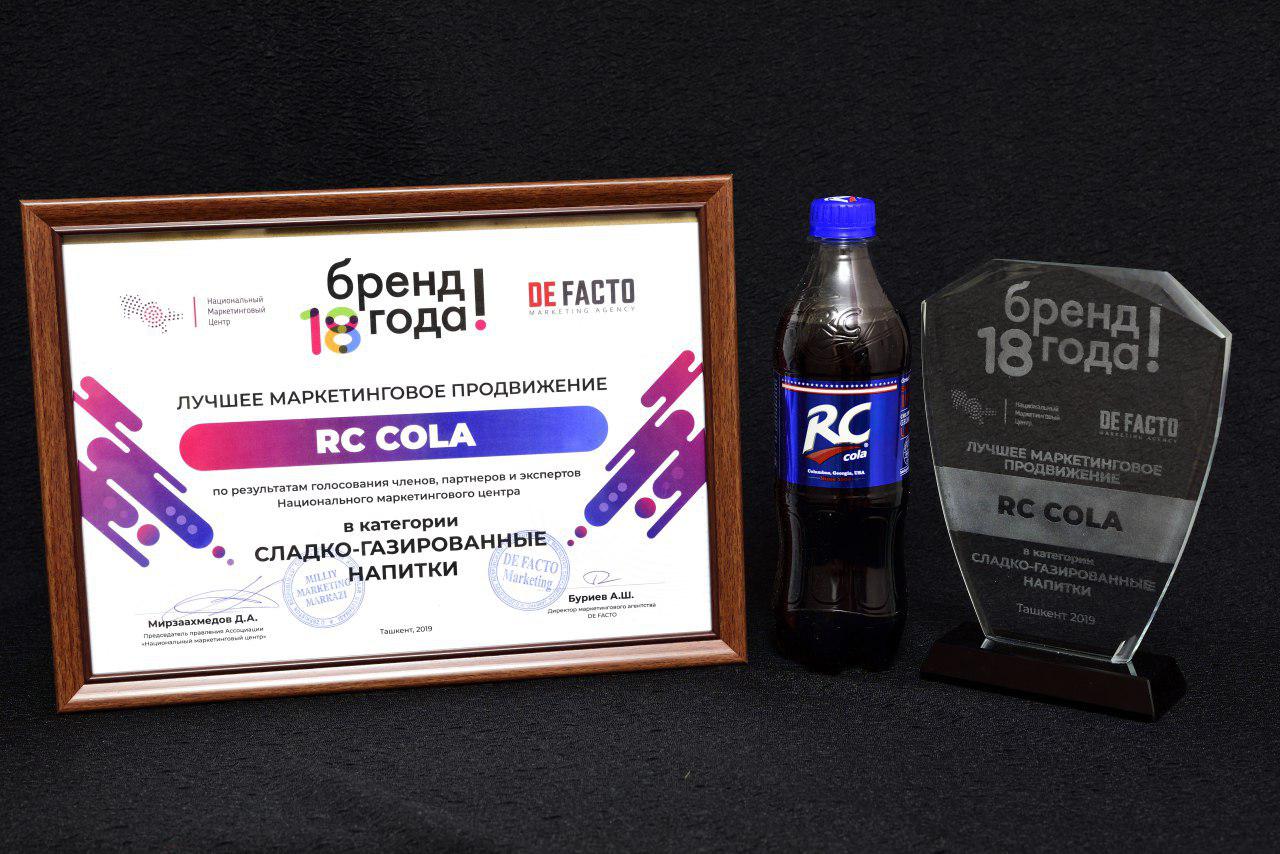 Национальный
Маркетинговый
Центр
бренд
18 года!
DE FACTO
MARKETING AGENCY
ЛУЧШЕЕ МАРКЕТИНГОВОЕ ПРОДВИЖЕНИЕ
RC COLA
по результатам голосования членов, партнеров и экспертов
Национального маркетингового центра
в категории
СЛАДКО-ГАЗИРОВАННЫЕ
НАПИТКИ
MILLIY
MARKETING
MARKAZI
DE FACTO
Marketing
Мирзаахмедов Д.А.
Председатель правления Ассоциации
«Национальный маркетинговый центр»
Ташкент, 2019
Буриев А.Ш.
Директор маркетингового агентства
DE FACTO
RC
RC
cola
Columbus, Georgia, USA
бренд
18 года!
Национальный
Маркетинговый
Центр
DE FACTO
MARKETING AGENCY
ЛУЧШЕЕ МАРКЕТИНГОВОЕ
ПРОДВИЖЕНИЕ
RC COLA
в категории
СЛАДКО-ГАЗИРОВАННЫЕ
НАПИТКИ
Ташкент 2019